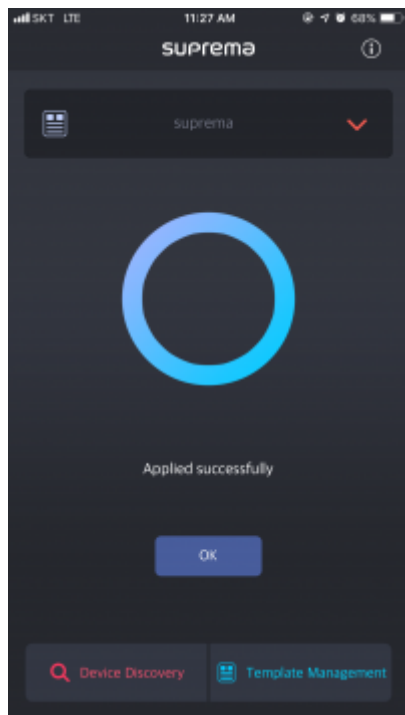 SKT LTE 11:27 AM 68%
suprema
suprema
Applied successfully
OK
Device Discovery Template Management